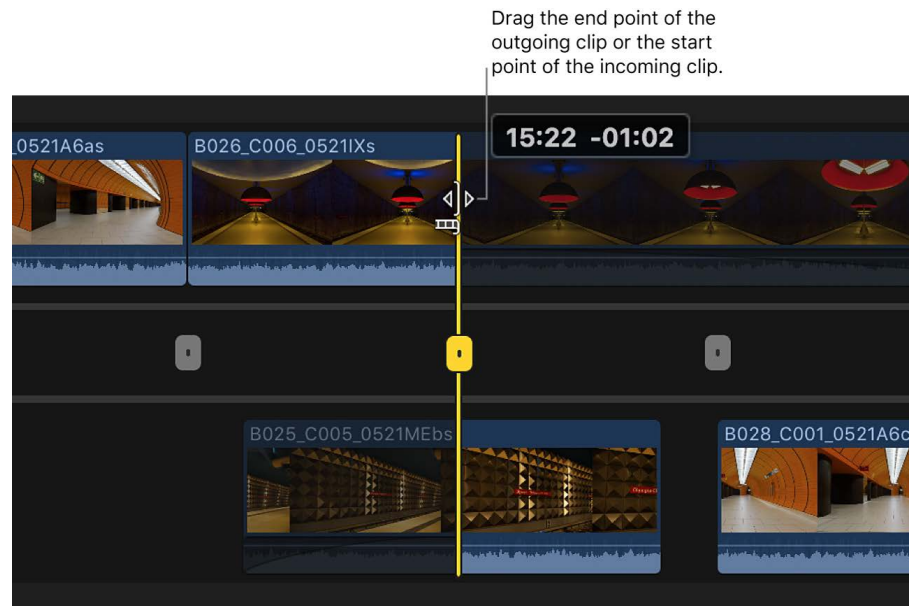 Drag the end point of the
outgoing clip or the start
point of the incoming clip.
15:22 -01:02
_0521A6as
B026_C006_0521IXs
B025_C005_0521MEbs
B028_C001_0521A6c